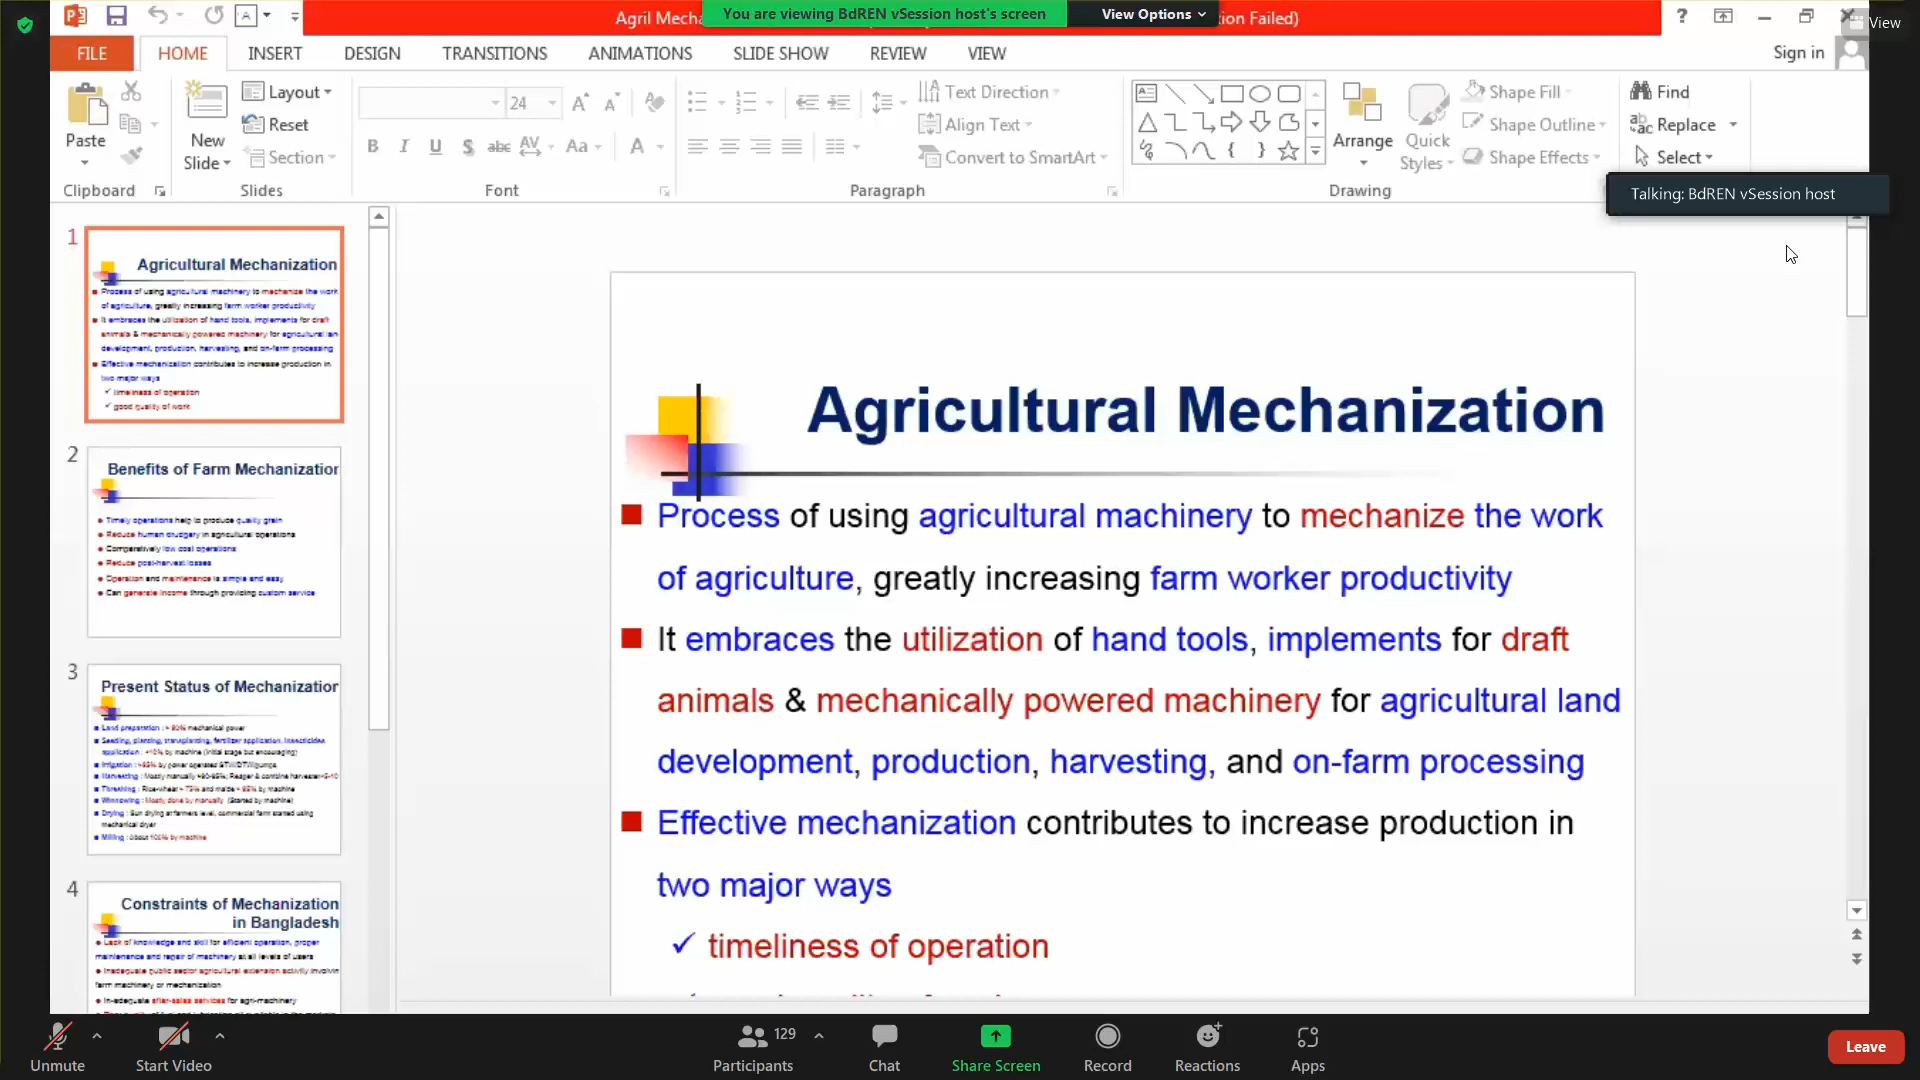 Agril Mecha
You are viewing BdREN vSession host's screen
View Options
ion Failed)
?
View
FILE
HOME
INSERT
DESIGN
TRANSITIONS
ANIMATIONS
SLIDE SHOW
REVIEW
VIEW
Sign in
Paste
Clipboard
New
Slide
Layout
Reset
Section
Slides
24
B I U S abc AV Aa A
Font
Text Direction
Align Text
Convert to SmartArt
Paragraph
Arrange
Quick
Styles
Shape Fill
Shape Outline
Shape Effects
Drawing
Find
Replace
Select
Talking: BdREN vSession host
1
Agricultural Mechanization
Process of using agricultural machinery to mechanize the work
of agriculture, greatly increasing farm worker productivity
It embraces the utilization of hand tools, implements for draft
animals & mechanically powered machinery for agricultural lan
development, production, harvesting, and on-farm processing
Effective mechanization contributes to increase production in
two major ways
✓ timeliness of operation
✓ good quality of work
2
Benefits of Farm Mechanization
Timely operations help to produce quality grain
Reduce human drudgery in agricultural operations
Comparatively low cost operations
Reduce post-harvest losses
Operation and maintenance is simple and easy
Can generate income through providing custom service
3
Present Status of Mechanization
Land preparation : > 90% mechanical power
Seeding, planting, transplanting, fertilizer application, insecticides
application : <10% by machine (initial stage but encouraging)
Irrigation : >95% by power operated
Harvesting : Mostly manually
Threshing : Rice-wheat > 75% and maize > 95% by machine
Winnowing : Mostly done by manually (Started by machine)
Drying : Sun drying at farmers level, commercial farm started using
mechanical dryer
Milling : About 100% by machine
4
Constraints of Mechanization
in Bangladesh
Lack of knowledge and skill for efficient operation, proper
maintenance and repair of machinery at all levels of users
Inadequate public sector agricultural extension activity involvin
farm machinery or mechanization
In-adequate after-sales services for agri-machinery
Agricultural Mechanization
Process of using agricultural machinery to mechanize the work
of agriculture, greatly increasing farm worker productivity
It embraces the utilization of hand tools, implements for draft
animals & mechanically powered machinery for agricultural land
development, production, harvesting, and on-farm processing
Effective mechanization contributes to increase production in
two major ways
✓ timeliness of operation
Unmute
Start Video
Participants
129
Chat
Share Screen
Record
Reactions
Apps
Leave